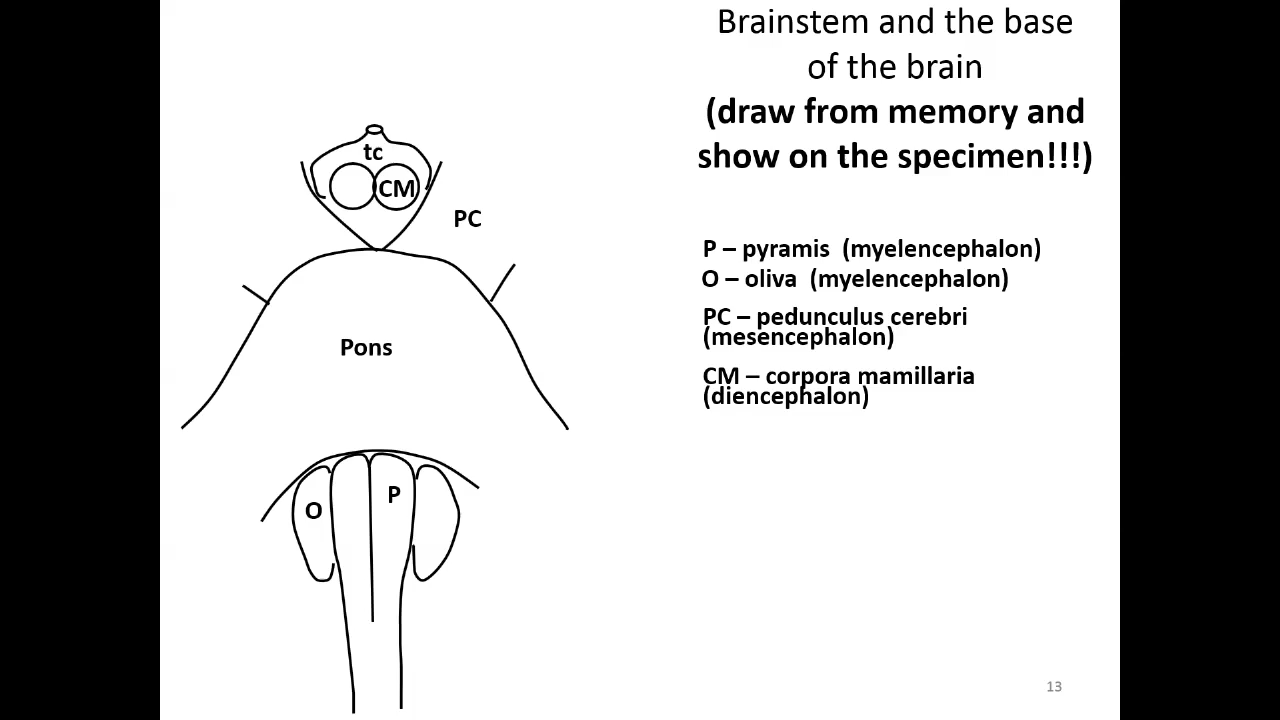 Brainstem and the base
of the brain
(draw from memory and
show on the specimen!!!)
tc
CM
PC
P – pyramis  (myelencephalon)
O – oliva  (myelencephalon)
PC – pedunculus cerebri
(mesencephalon)
Pons
CM – corpora mamillaria
(diencephalon)
P
O
13